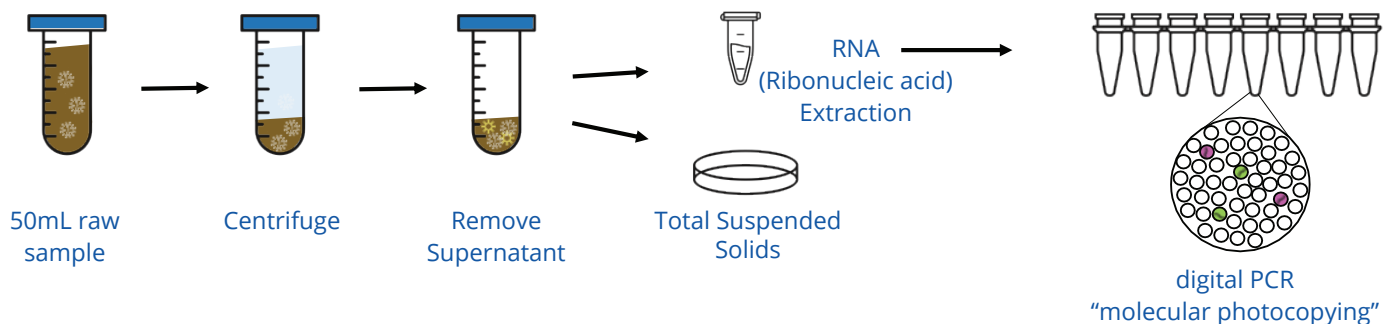 50mL raw
sample
Centrifuge
Remove
Supernatant
RNA
(Ribonucleic acid)
Extraction
Total Suspended
Solids
digital PCR
“molecular photocopying”